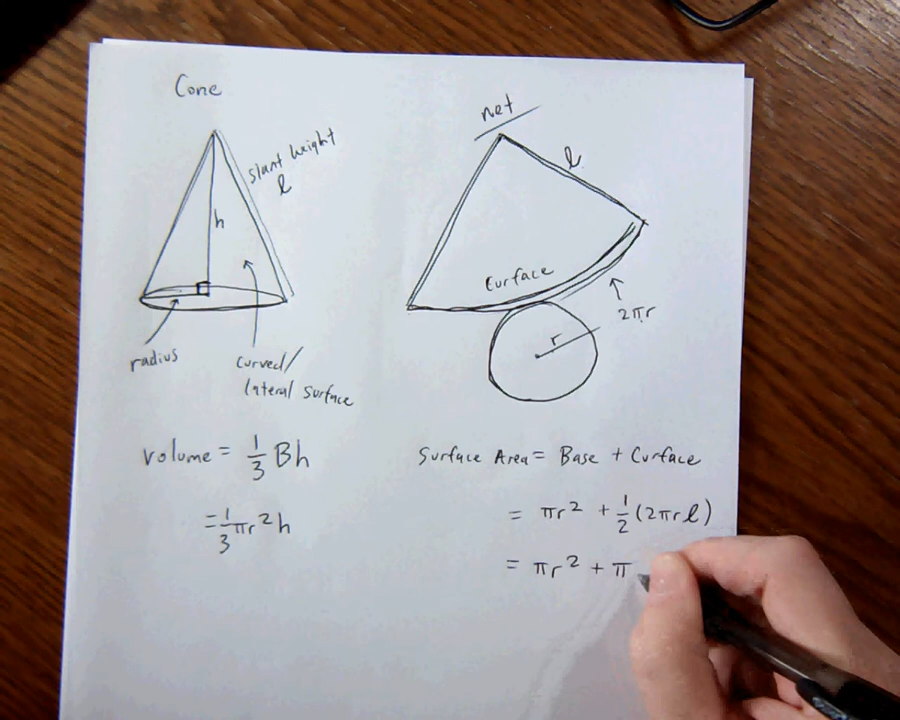 Cone
slant height
l
h
radius
curved/
lateral surface
volume = 1/3 Bh
= 1/3 πr²h
net
l
Curface
2πr
r
Surface Area = Base + Curface
= πr² + 1/2 (2πrl)
= πr² + π